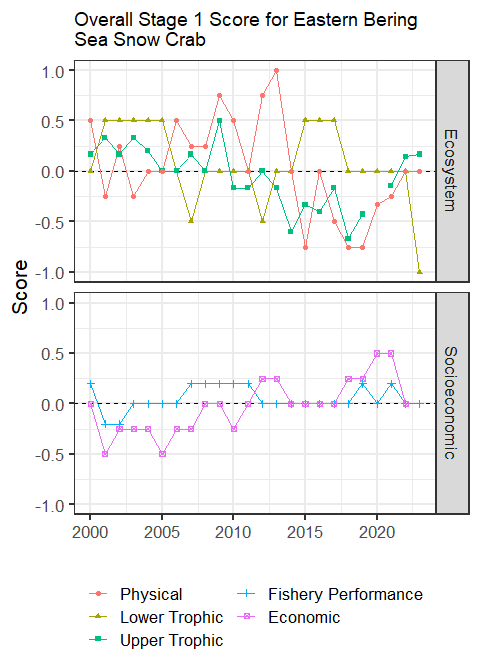 Overall Stage 1 Score for Eastern Bering
Sea Snow Crab
1.0
0.5
0.0
-0.5
-1.0
Ecosystem
Score
1.0
0.5
0.0
-0.5
-1.0
Socioeconomic
2000 2005 2010 2015 2020
Physical
Fishery Performance
Lower Trophic
Economic
Upper Trophic